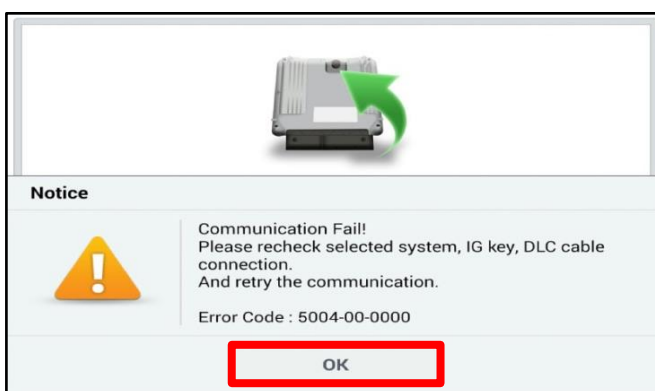 Notice
Communication Fail!
Please recheck selected system, IG key, DLC cable
connection.
And retry the communication.
Error Code : 5004-00-0000
OK